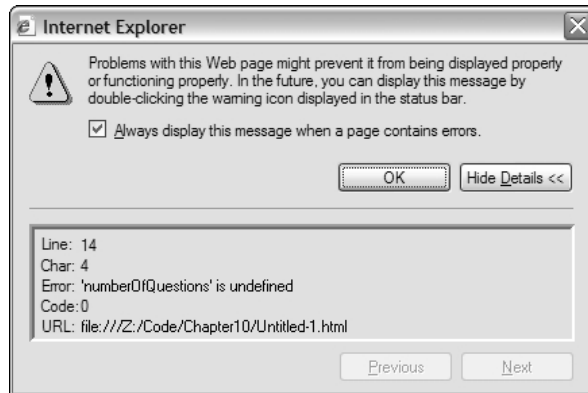 Internet Explorer
Problems with this Web page might prevent it from being displayed properly
or functioning properly. In the future, you can display this message by
double-clicking the warning icon displayed in the status bar.
Always display this message when a page contains errors.
OK
Hide Details <<
Line: 14
Char: 4
Error: 'numberOfQuestions' is undefined
Code:0
URL: file:///Z:/Code/Chapter10/Untitled-1.html
Previous
Next